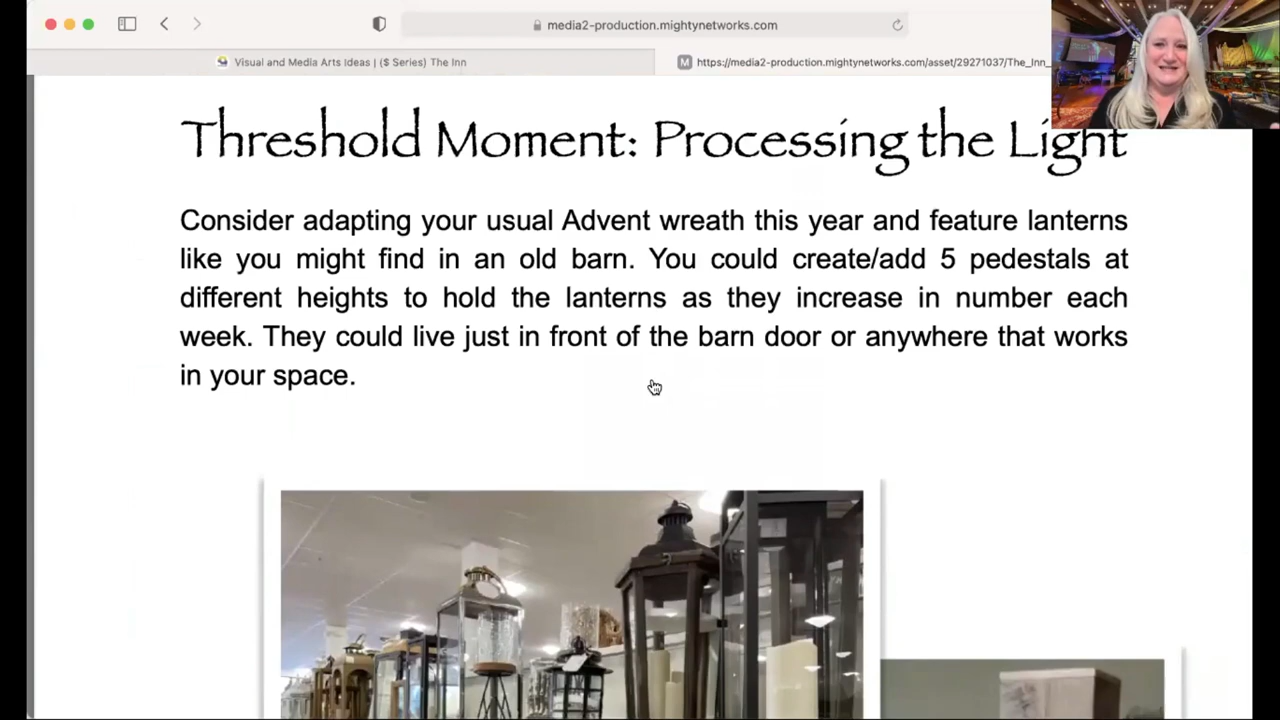 media2-production.mightynetworks.com
Visual and Media Arts Ideas | ($ Series) The Inn
M https://media2-production.mightynetworks.com/asset/29271037/The_Inn_
Threshold Moment: Processing the Light
Consider adapting your usual Advent wreath this year and feature lanterns
like you might find in an old barn. You could create/add 5 pedestals at
different heights to hold the lanterns as they increase in number each
week. They could live just in front of the barn door or anywhere that works
in your space.